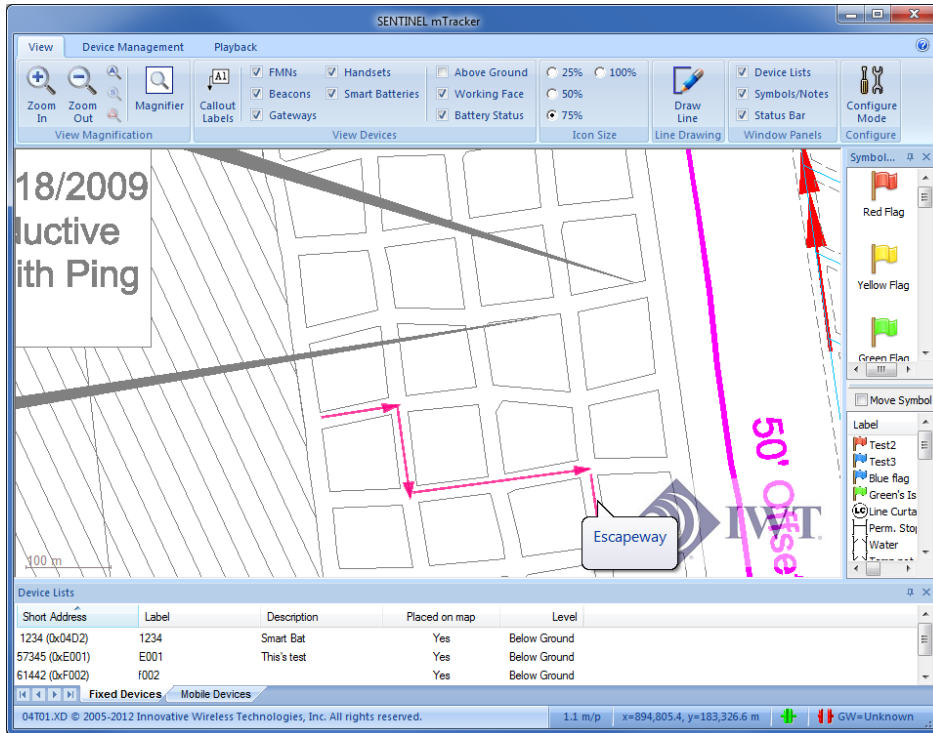 SENTINEL mTracker
View Device Management Playback
FMNs Handsets Above Ground 25% 100% Device Lists
Beacons Smart Batteries Working Face 50% Symbols/Notes
Gateways Battery Status 75% Status Bar
Zoom In
Zoom Out
Magnifier
A1
Callout Labels
Draw Line
Configure Mode
View Magnification View Devices Icon Size Line Drawing Window Panels Configure
18/2009
ductive
ith Ping
100 m
50' Offse
Escapeway
IWT.
Symbol...
Red Flag
Yellow Flag
Green Flag
Move Symbol
Label
Test2
Test3
Blue flag
Green's Is
LC Line Curta
Perm. Stop
Water
Device Lists
Short Address Label Description Placed on map Level
1234 (0x04D2) 1234 Smart Bat Yes Below Ground
57345 (0xE001) E001 This's test Yes Below Ground
61442 (0xF002) f002 Yes Below Ground
Fixed Devices Mobile Devices
04T01.XD © 2005-2012 Innovative Wireless Technologies, Inc. All rights reserved. 1.1 m/p x=894,805.4, y=183,326.6 m GW=Unknown